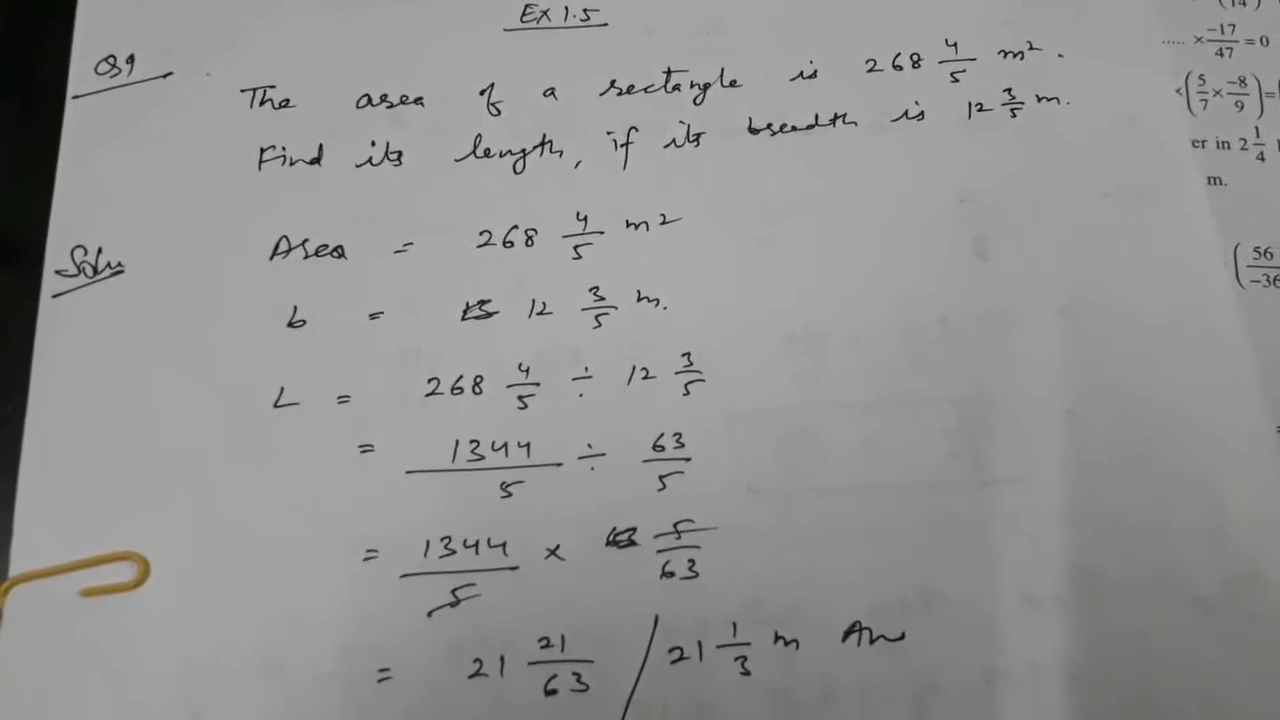 Ex 1.5
Q9
The area of a rectangle is 268 4/5 m².
Find its length, if its breadth is 12 3/5 m.
Soln
Area = 268 4/5 m²
b = 12 3/5 m.
L = 268 4/5 ÷ 12 3/5
= 1344/5 ÷ 63/5
= 1344/5 × 5/63
= 21 21/63 / 21 1/3 m Ans
(14)
..... × -17/47 = 0
×(5/7 × -8/9) =
er in 2 1/4
m.
(56/-36